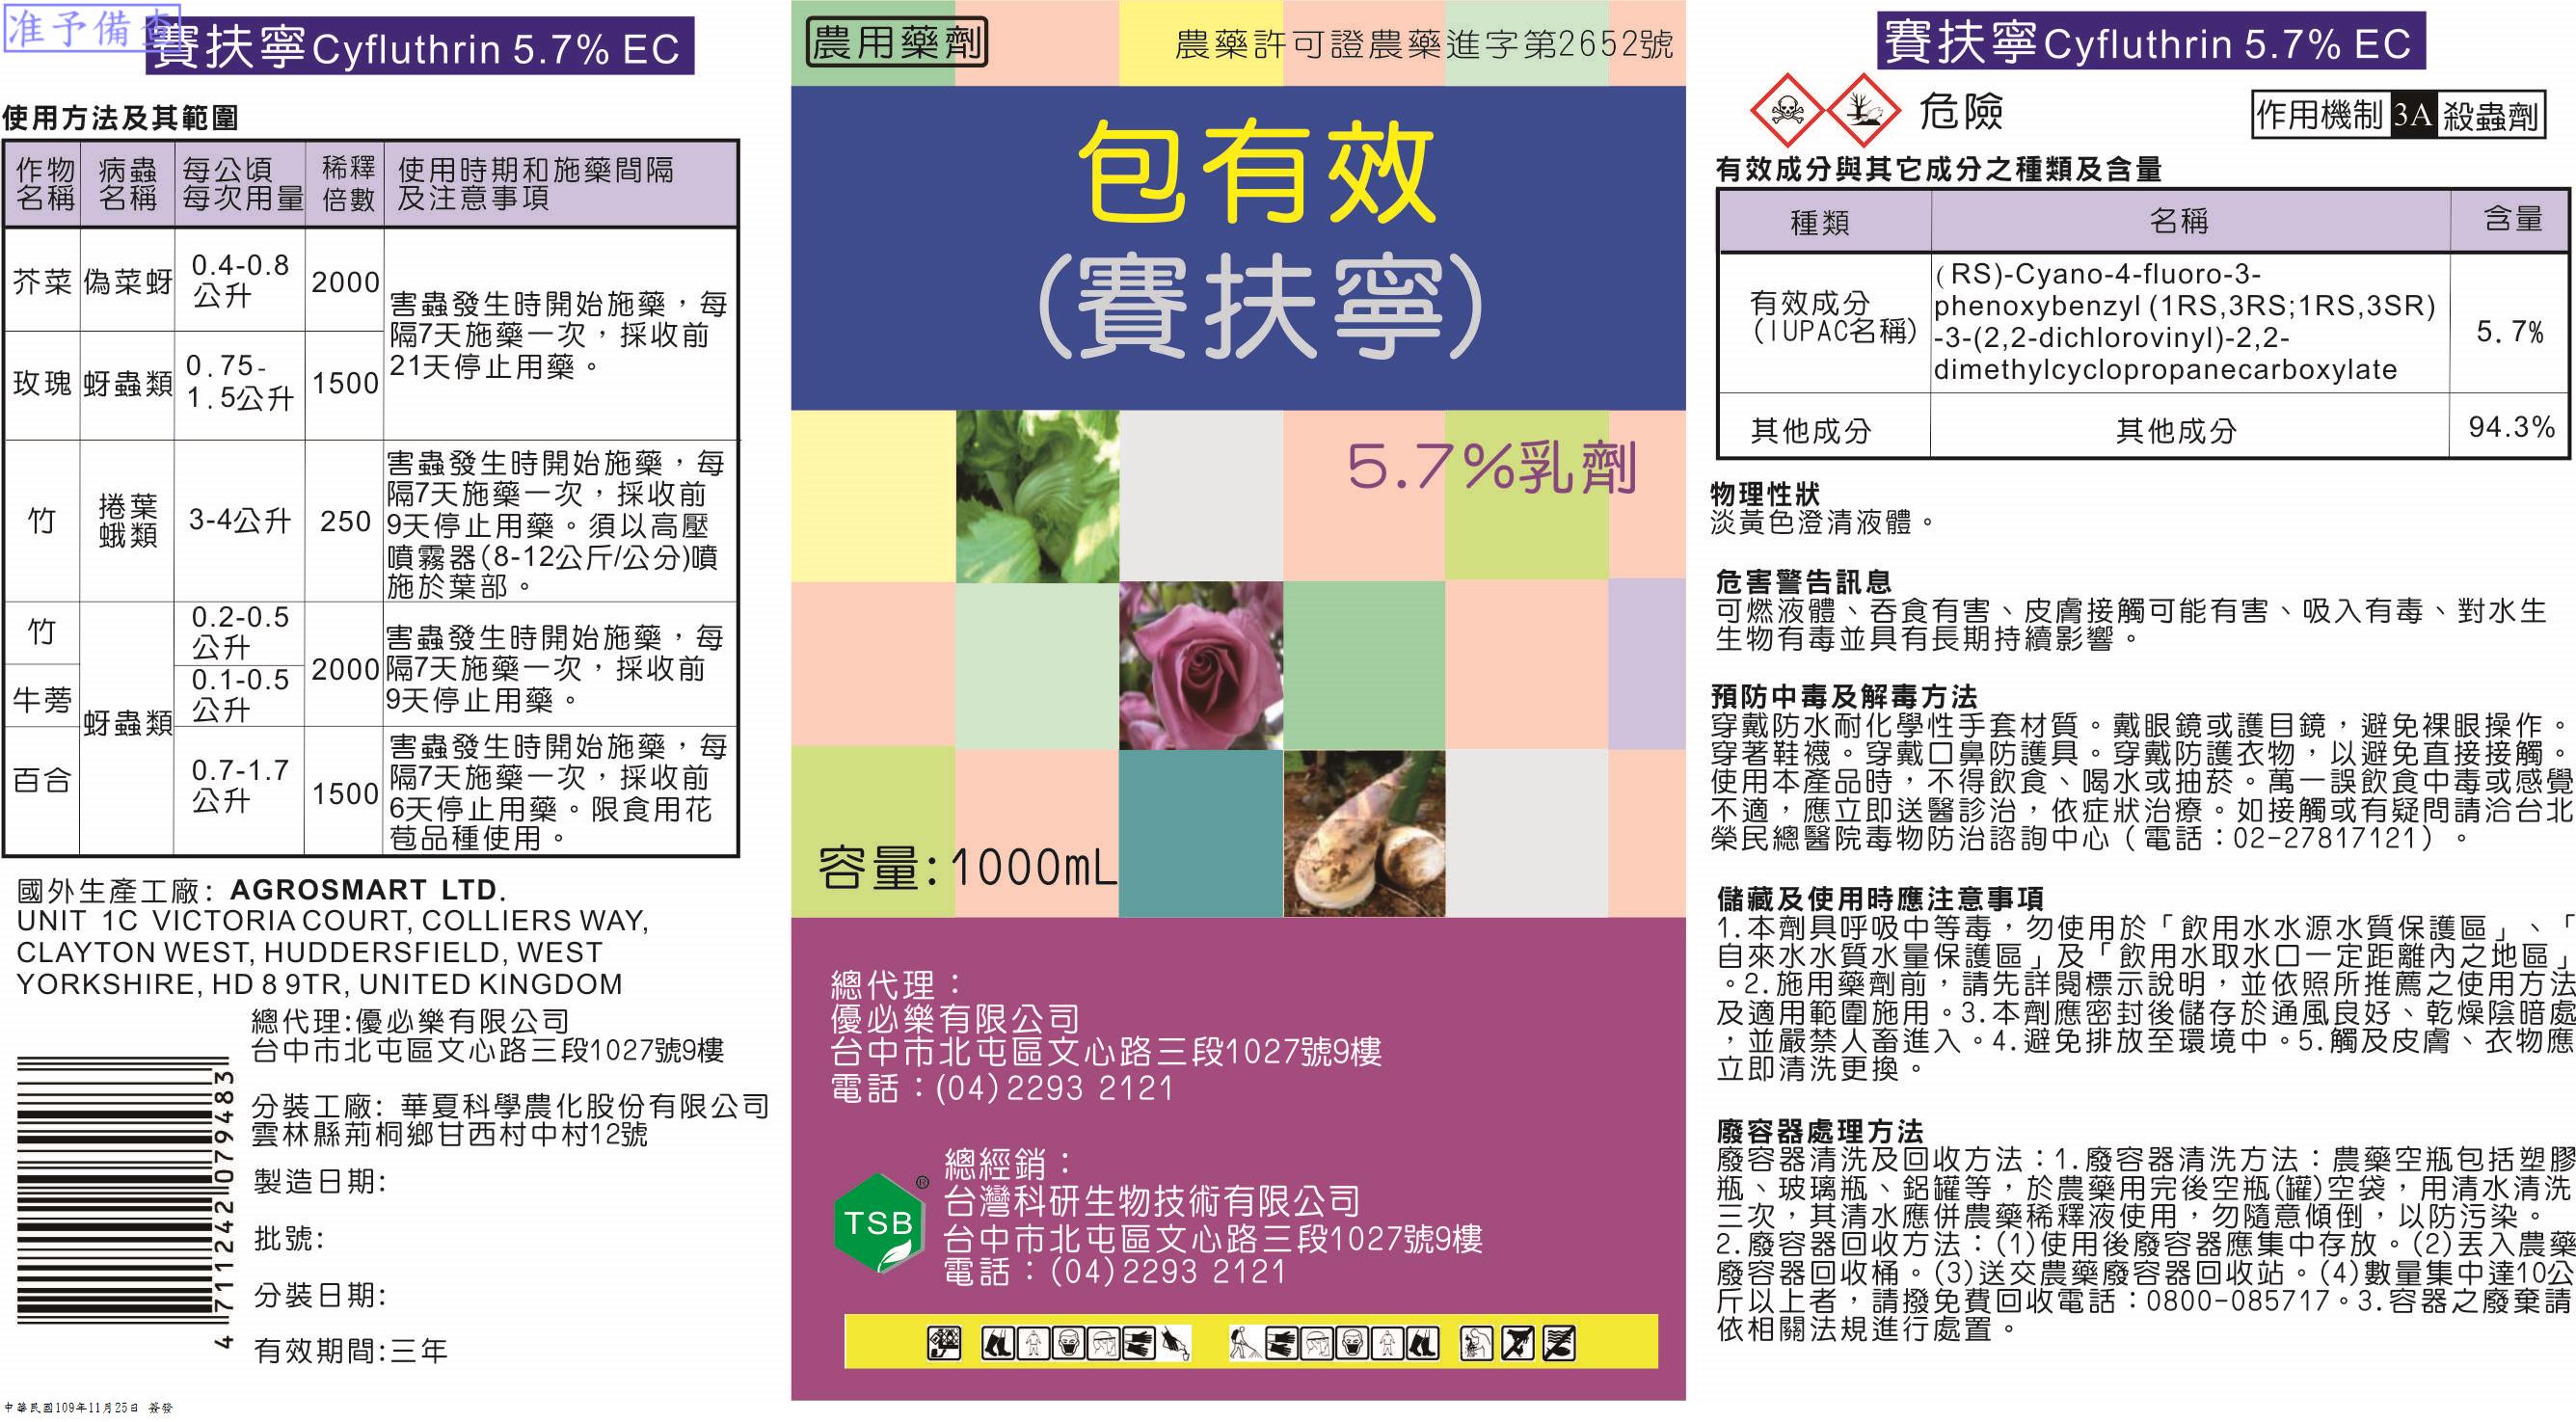 准予備查
賽扶寧Cyfluthrin 5.7% EC
使用方法及其範圍
作物名稱 病蟲名稱 每公頃每次用量 稀釋倍數 使用時期和施藥間隔及注意事項
芥菜 偽菜蚜 0.4-0.8公升 2000
玫瑰 蚜蟲類 0.75-1.5公升 1500
害蟲發生時開始施藥，每
隔7天施藥一次，採收前
21天停止用藥。
竹 捲葉蛾類 3-4公升 250
害蟲發生時開始施藥，每
隔7天施藥一次，採收前
9天停止用藥。須以高壓
噴霧器(8-12公斤/公分)噴
施於葉部。
竹 0.2-0.5公升
牛蒡 0.1-0.5公升
蚜蟲類
2000
害蟲發生時開始施藥，每
隔7天施藥一次，採收前
9天停止用藥。
百合 0.7-1.7公升 1500
害蟲發生時開始施藥，每
隔7天施藥一次，採收前
6天停止用藥。限食用花
苞品種使用。
國外生產工廠: AGROSMART LTD.
UNIT 1C VICTORIA COURT, COLLIERS WAY,
CLAYTON WEST, HUDDERSFIELD, WEST
YORKSHIRE, HD 8 9TR, UNITED KINGDOM
總代理:優必樂有限公司
台中市北屯區文心路三段1027號9樓
分裝工廠: 華夏科學農化股份有限公司
雲林縣莿桐鄉甘西村中村12號
製造日期:
批號:
分裝日期:
有效期間:三年
4 711242 079483
中華民國109年11月25日 簽發
農用藥劑
農藥許可證農藥進字第2652號
包有效
(賽扶寧)
5.7%乳劑
容量:1000mL
總代理：
優必樂有限公司
台中市北屯區文心路三段1027號9樓
電話：(04)2293 2121
TSB ®
總經銷：
台灣科研生物技術有限公司
台中市北屯區文心路三段1027號9樓
電話：(04)2293 2121
賽扶寧Cyfluthrin 5.7% EC
危險
作用機制 3A 殺蟲劑
有效成分與其它成分之種類及含量
種類 名稱 含量
有效成分
(IUPAC名稱)
(RS)-Cyano-4-fluoro-3-
phenoxybenzyl (1RS,3RS;1RS,3SR)
-3-(2,2-dichlorovinyl)-2,2-
dimethylcyclopropanecarboxylate
5.7%
其他成分 其他成分 94.3%
物理性狀
淡黃色澄清液體。
危害警告訊息
可燃液體、吞食有害、皮膚接觸可能有害、吸入有毒、對水生
生物有毒並具有長期持續影響。
預防中毒及解毒方法
穿戴防水耐化學性手套材質。戴眼鏡或護目鏡，避免裸眼操作。
穿著鞋襪。穿戴口鼻防護具。穿戴防護衣物，以避免直接接觸。
使用本產品時，不得飲食、喝水或抽菸。萬一誤飲食中毒或感覺
不適，應立即送醫診治，依症狀治療。如接觸或有疑問請洽台北
榮民總醫院毒物防治諮詢中心（電話：02-27817121）。
儲藏及使用時應注意事項
1.本劑具呼吸中等毒，勿使用於「飲用水水源水質保護區」、「
自來水水質水量保護區」及「飲用水取水口一定距離內之地區」
。2.施用藥劑前，請先詳閱標示說明，並依照所推薦之使用方法
及適用範圍施用。3.本劑應密封後儲存於通風良好、乾燥陰暗處
，並嚴禁人畜進入。4.避免排放至環境中。5.觸及皮膚、衣物應
立即清洗更換。
廢容器處理方法
廢容器清洗及回收方法：1.廢容器清洗方法：農藥空瓶包括塑膠
瓶、玻璃瓶、鋁罐等，於農藥用完後空瓶(罐)空袋，用清水清洗
三次，其清水應併農藥稀釋液使用，勿隨意傾倒，以防污染。
2.廢容器回收方法：(1)使用後廢容器應集中存放。(2)丟入農藥
廢容器回收桶。(3)送交農藥廢容器回收站。(4)數量集中達10公
斤以上者，請撥免費回收電話：0800-085717。3.容器之廢棄請
依相關法規進行處置。